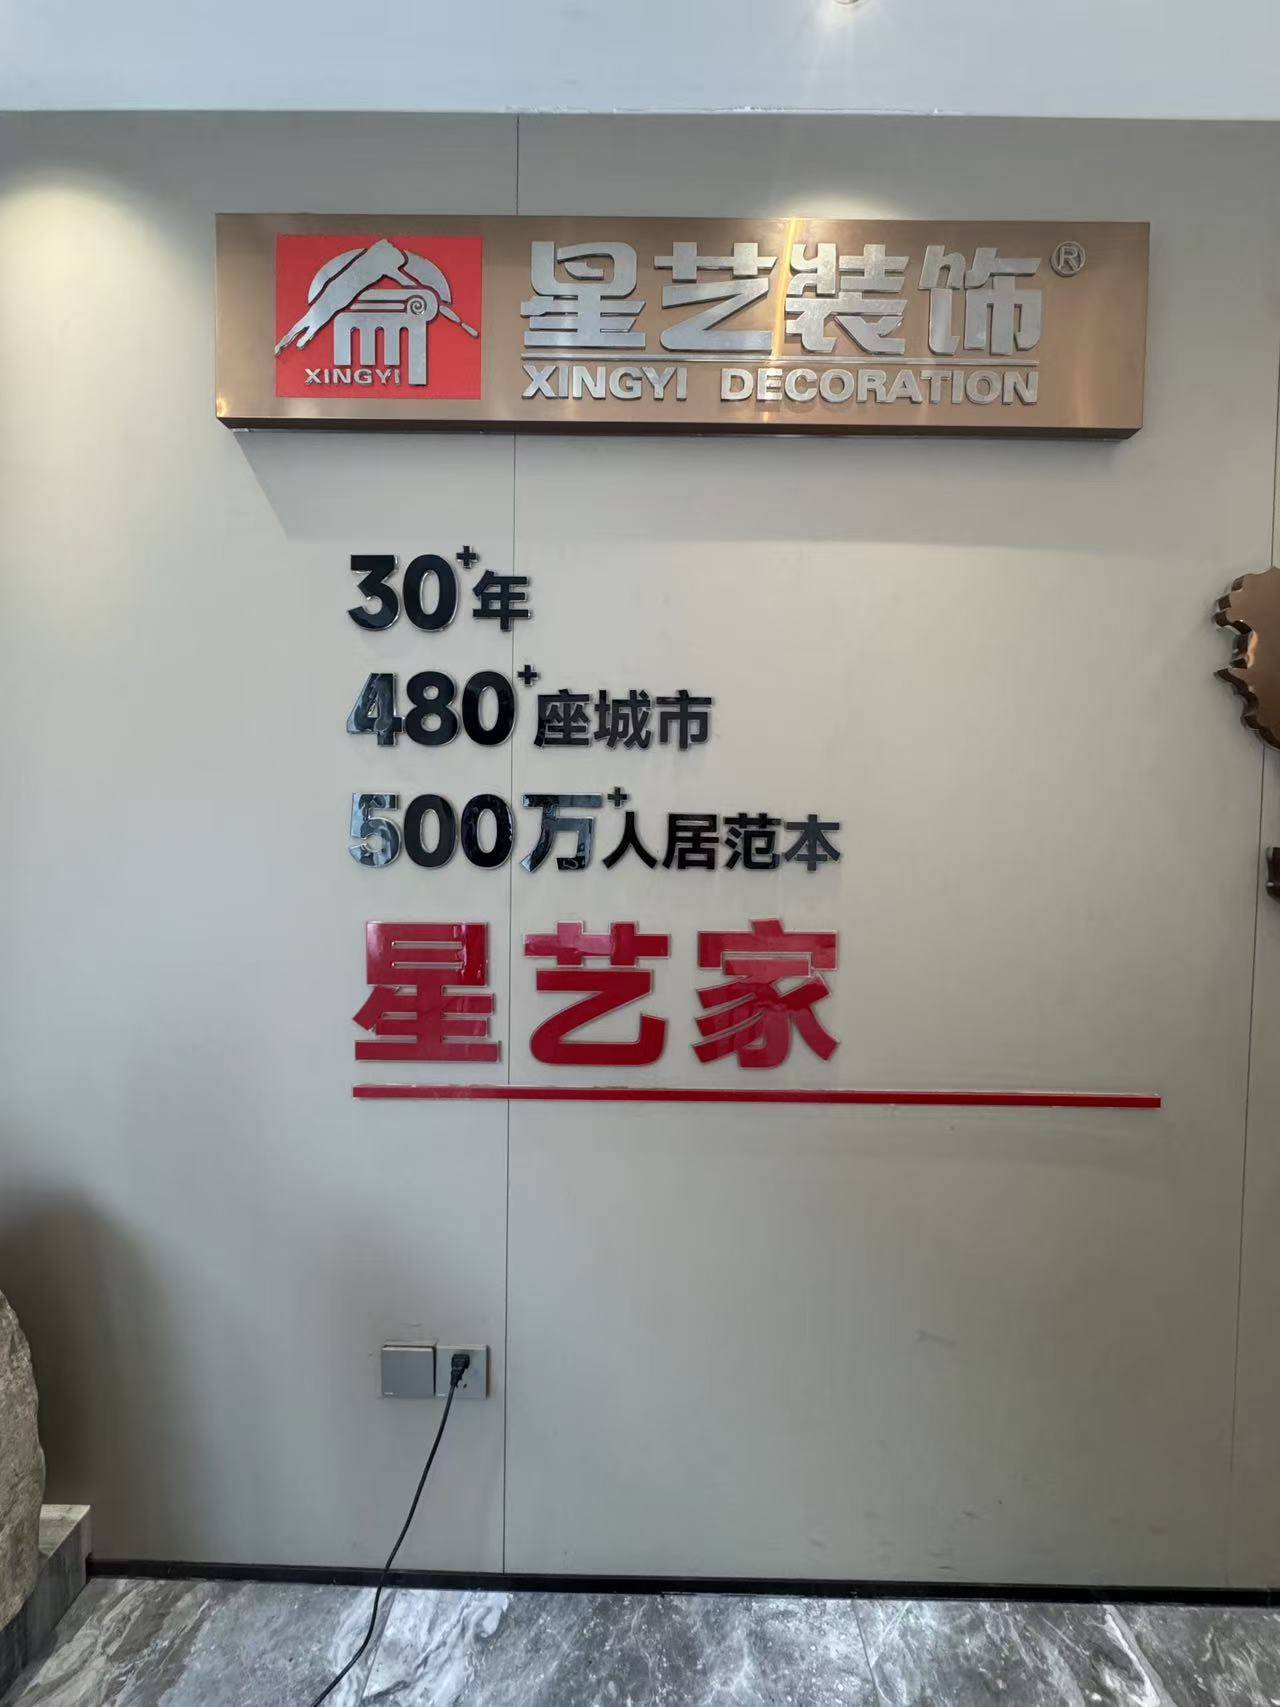 XINGYI
星艺装饰®
XINGYI DECORATION
30+年
480+座城市
500万+人居范本
星艺家